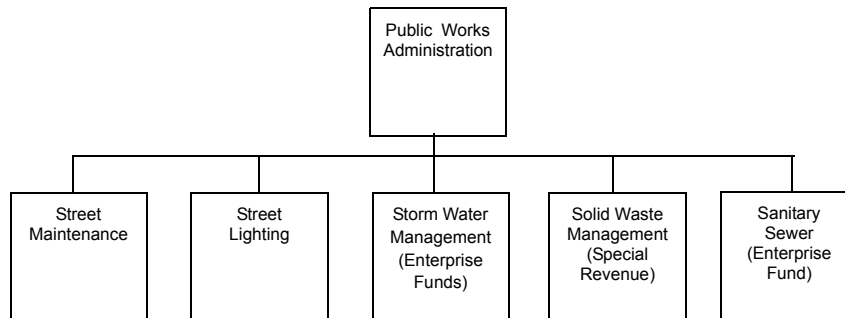 Public Works
Administration
Street
Maintenance
Street
Lighting
Storm Water
Management
(Enterprise
Funds)
Solid Waste
Management
(Special
Revenue)
Sanitary
Sewer
(Enterprise
Fund)